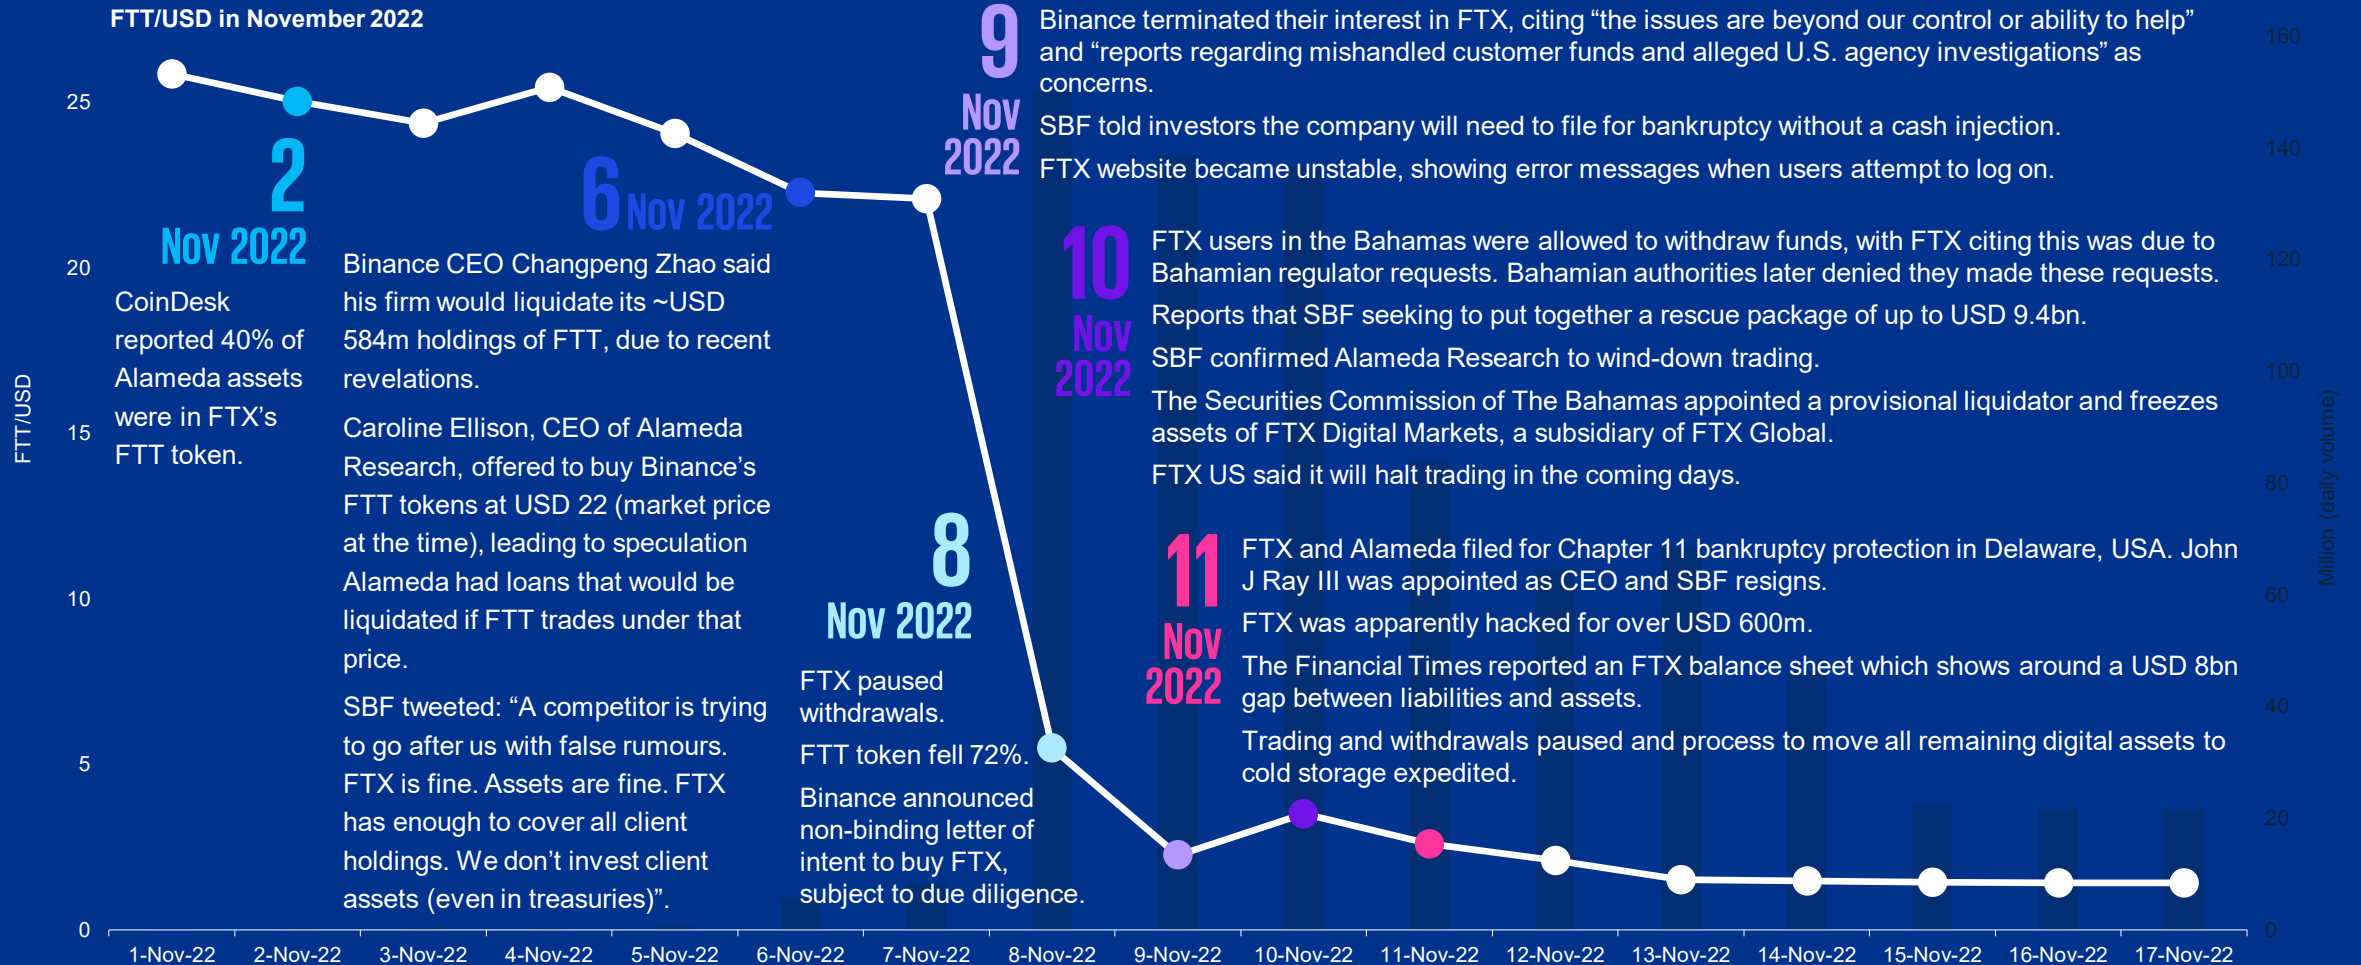 FTT/USD in November 2022
FTT/USD
25
20
15
10
5
0
2
Nov 2022
CoinDesk
reported 40% of
Alameda assets
were in FTX’s
FTT token.
6 Nov 2022
Binance CEO Changpeng Zhao said
his firm would liquidate its ~USD
584m holdings of FTT, due to recent
revelations.
Caroline Ellison, CEO of Alameda
Research, offered to buy Binance’s
FTT tokens at USD 22 (market price
at the time), leading to speculation
Alameda had loans that would be
liquidated if FTT trades under that
price.
SBF tweeted: “A competitor is trying
to go after us with false rumours.
FTX is fine. Assets are fine. FTX
has enough to cover all client
holdings. We don’t invest client
assets (even in treasuries)”.
8
Nov 2022
FTX paused
withdrawals.
FTT token fell 72%.
Binance announced
non-binding letter of
intent to buy FTX,
subject to due diligence.
9
Nov
2022
Binance terminated their interest in FTX, citing “the issues are beyond our control or ability to help”
and “reports regarding mishandled customer funds and alleged U.S. agency investigations” as
concerns.
SBF told investors the company will need to file for bankruptcy without a cash injection.
FTX website became unstable, showing error messages when users attempt to log on.
10
Nov
2022
FTX users in the Bahamas were allowed to withdraw funds, with FTX citing this was due to
Bahamian regulator requests. Bahamian authorities later denied they made these requests.
Reports that SBF seeking to put together a rescue package of up to USD 9.4bn.
SBF confirmed Alameda Research to wind-down trading.
The Securities Commission of The Bahamas appointed a provisional liquidator and freezes
assets of FTX Digital Markets, a subsidiary of FTX Global.
FTX US said it will halt trading in the coming days.
11
Nov
2022
FTX and Alameda filed for Chapter 11 bankruptcy protection in Delaware, USA. John
J Ray III was appointed as CEO and SBF resigns.
FTX was apparently hacked for over USD 600m.
The Financial Times reported an FTX balance sheet which shows around a USD 8bn
gap between liabilities and assets.
Trading and withdrawals paused and process to move all remaining digital assets to
cold storage expedited.
160
140
120
100
80
60
40
20
0
Million (daily volume)
1-Nov-22 2-Nov-22 3-Nov-22 4-Nov-22 5-Nov-22 6-Nov-22 7-Nov-22 8-Nov-22 9-Nov-22 10-Nov-22 11-Nov-22 12-Nov-22 13-Nov-22 14-Nov-22 15-Nov-22 16-Nov-22 17-Nov-22